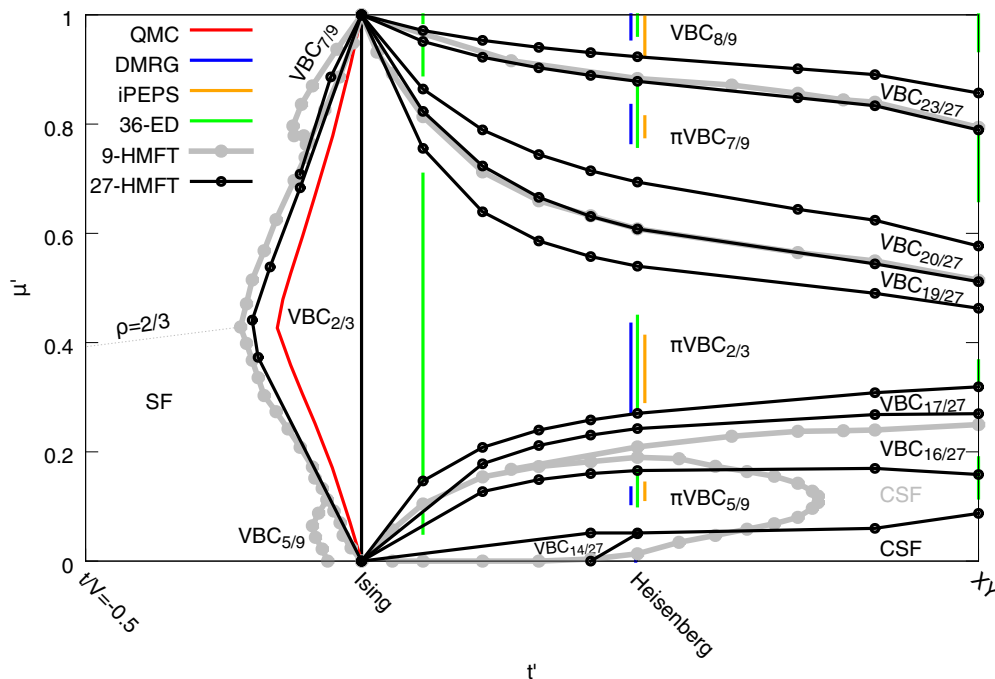 1
0.8
0.6
0.4
0.2
0
μ'
QMC
DMRG
iPEPS
36-ED
9-HMFT
27-HMFT
VBC7/9
VBC8/9
VBC23/27
πVBC7/9
VBC20/27
VBC19/27
ρ=2/3
VBC2/3
πVBC2/3
SF
VBC17/27
VBC16/27
πVBC5/9
CSF
VBC5/9
VBC14/27
CSF
t/V=-0.5
Ising
Heisenberg
XY
t'